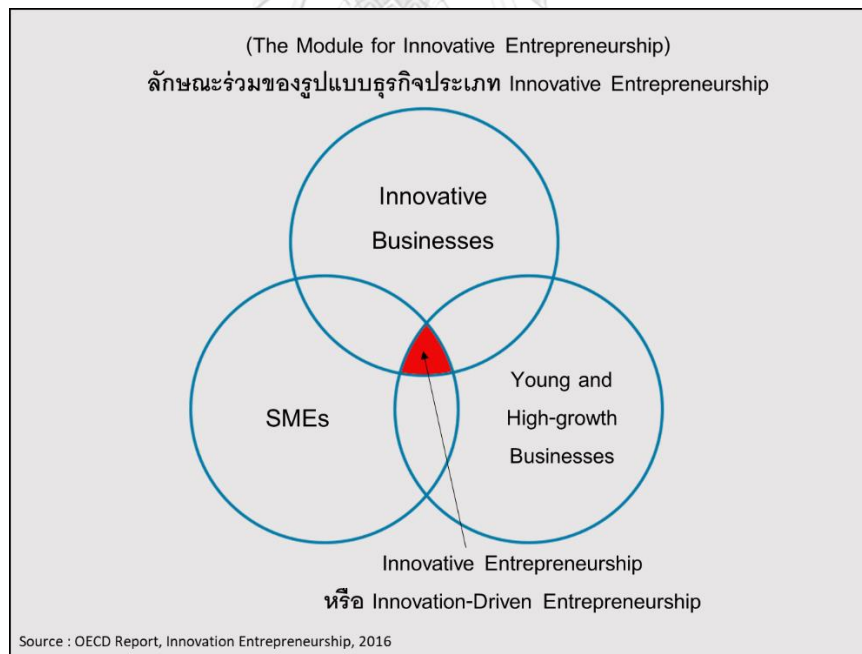 (The Module for Innovative Entrepreneurship)
ลักษณะร่วมของรูปแบบธุรกิจประเภท Innovative Entrepreneurship
Innovative
Businesses
SMEs
Young and
High-growth
Businesses
Innovative Entrepreneurship
หรือ Innovation-Driven Entrepreneurship
Source : OECD Report, Innovation Entrepreneurship, 2016